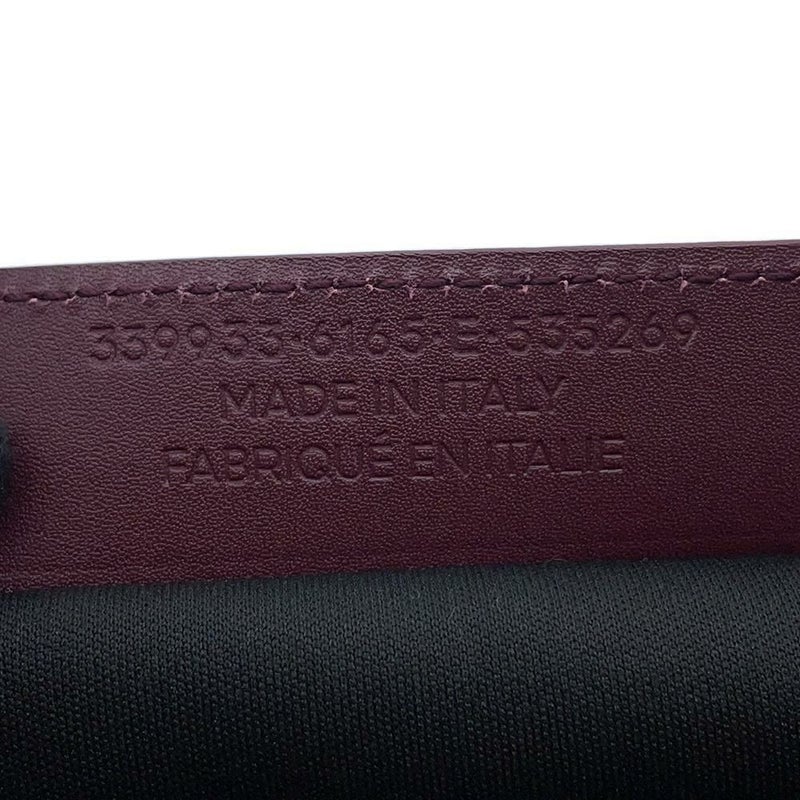 339933·6165·E·535269
MADE IN ITALY
FABRIQUÉ EN ITALIE